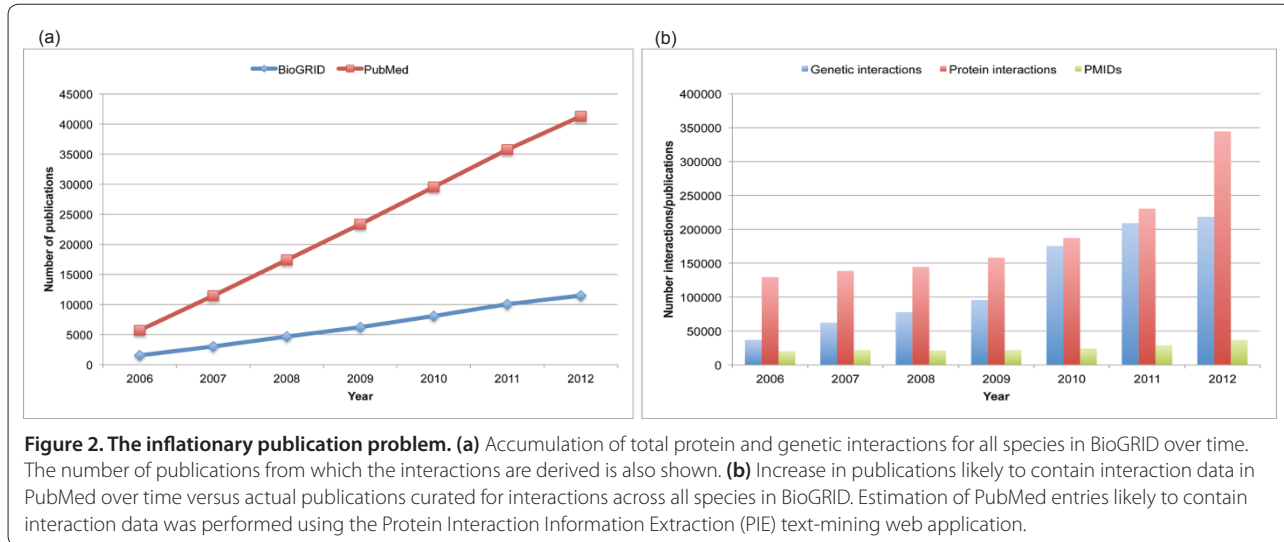 (a)
BioGRID PubMed
45000
40000
35000
30000
25000
20000
15000
10000
5000
0
Number of publications
2006 2007 2008 2009 2010 2011 2012
Year
(b)
Genetic interactions Protein interactions PMIDs
400000
350000
300000
250000
200000
150000
100000
50000
0
Number interactions/publications
2006 2007 2008 2009 2010 2011 2012
Year
Figure 2. The inflationary publication problem. (a) Accumulation of total protein and genetic interactions for all species in BioGRID over time.
The number of publications from which the interactions are derived is also shown. (b) Increase in publications likely to contain interaction data in
PubMed over time versus actual publications curated for interactions across all species in BioGRID. Estimation of PubMed entries likely to contain
interaction data was performed using the Protein Interaction Information Extraction (PIE) text-mining web application.